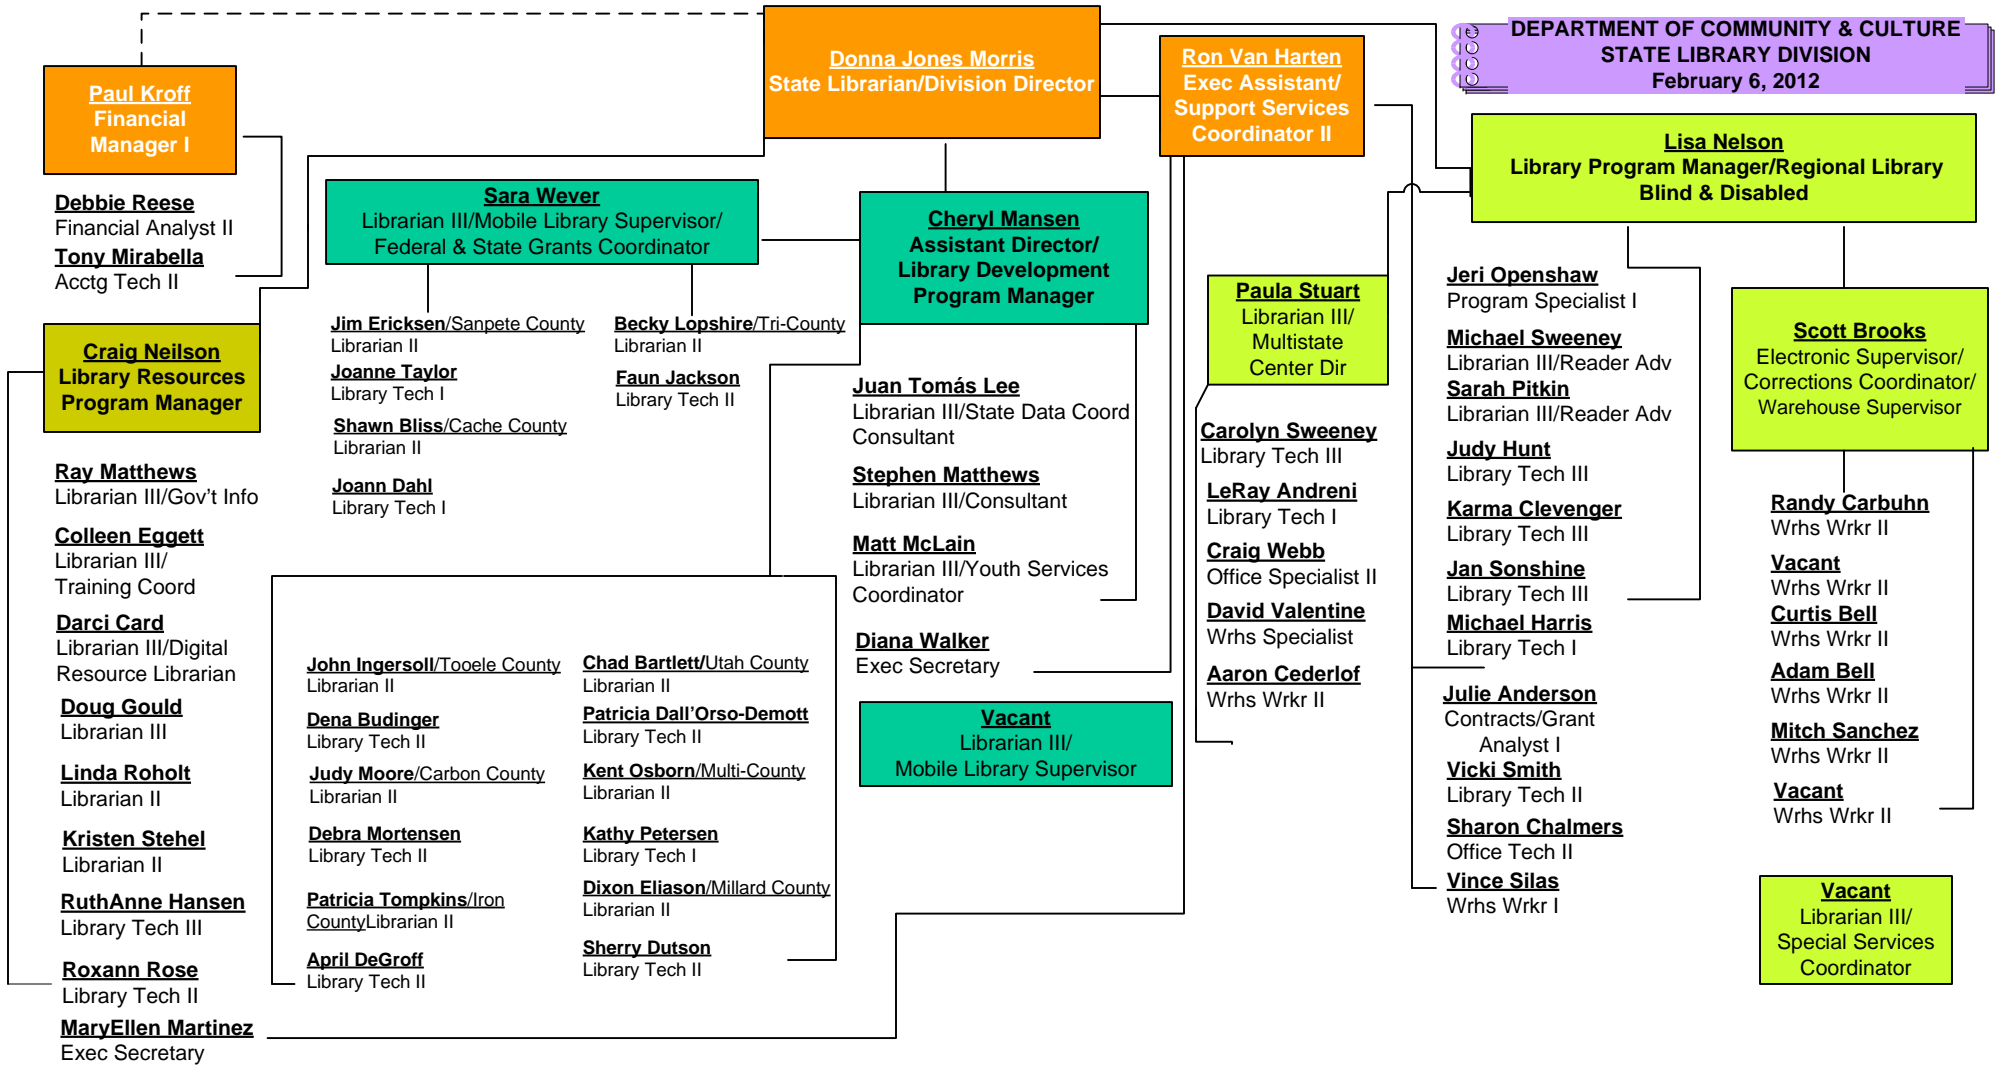 DEPARTMENT OF COMMUNITY & CULTURE
STATE LIBRARY DIVISION
February 6, 2012
Donna Jones Morris
State Librarian/Division Director
Ron Van Harten
Exec Assistant/
Support Services
Coordinator II
Paul Kroff
Financial
Manager I
Debbie Reese
Financial Analyst II
Tony Mirabella
Acctg Tech II
Craig Neilson
Library Resources
Program Manager
Ray Matthews
Librarian III/Gov't Info
Colleen Eggett
Librarian III/
Training Coord
Darci Card
Librarian III/Digital
Resource Librarian
Doug Gould
Librarian III
Linda Roholt
Librarian II
Kristen Stehel
Librarian II
RuthAnne Hansen
Library Tech III
Roxann Rose
Library Tech II
MaryEllen Martinez
Exec Secretary
Sara Wever
Librarian III/Mobile Library Supervisor/
Federal & State Grants Coordinator
Jim Ericksen/Sanpete County
Librarian II
Joanne Taylor
Library Tech I
Shawn Bliss/Cache County
Librarian II
Joann Dahl
Library Tech I
Becky Lopshire/Tri-County
Librarian II
Faun Jackson
Library Tech II
John Ingersoll/Tooele County
Librarian II
Dena Budinger
Library Tech II
Judy Moore/Carbon County
Librarian II
Debra Mortensen
Library Tech II
Patricia Tompkins/Iron
CountyLibrarian II
April DeGroff
Library Tech II
Chad Bartlett/Utah County
Librarian II
Patricia Dall'Orso-Demott
Library Tech II
Kent Osborn/Multi-County
Librarian II
Kathy Petersen
Library Tech I
Dixon Eliason/Millard County
Librarian II
Sherry Dutson
Library Tech II
Cheryl Mansen
Assistant Director/
Library Development
Program Manager
Juan Tomás Lee
Librarian III/State Data Coord
Consultant
Stephen Matthews
Librarian III/Consultant
Matt McLain
Librarian III/Youth Services
Coordinator
Diana Walker
Exec Secretary
Vacant
Librarian III/
Mobile Library Supervisor
Lisa Nelson
Library Program Manager/Regional Library
Blind & Disabled
Paula Stuart
Librarian III/
Multistate
Center Dir
Carolyn Sweeney
Library Tech III
LeRay Andreni
Library Tech I
Craig Webb
Office Specialist II
David Valentine
Wrhs Specialist
Aaron Cederlof
Wrhs Wrkr II
Jeri Openshaw
Program Specialist I
Michael Sweeney
Librarian III/Reader Adv
Sarah Pitkin
Librarian III/Reader Adv
Judy Hunt
Library Tech III
Karma Clevenger
Library Tech III
Jan Sonshine
Library Tech III
Michael Harris
Library Tech I
Julie Anderson
Contracts/Grant
Analyst I
Vicki Smith
Library Tech II
Sharon Chalmers
Office Tech II
Vince Silas
Wrhs Wrkr I
Scott Brooks
Electronic Supervisor/
Corrections Coordinator/
Warehouse Supervisor
Randy Carbuhn
Wrhs Wrkr II
Vacant
Wrhs Wrkr II
Curtis Bell
Wrhs Wrkr II
Adam Bell
Wrhs Wrkr II
Mitch Sanchez
Wrhs Wrkr II
Vacant
Wrhs Wrkr II
Vacant
Librarian III/
Special Services
Coordinator